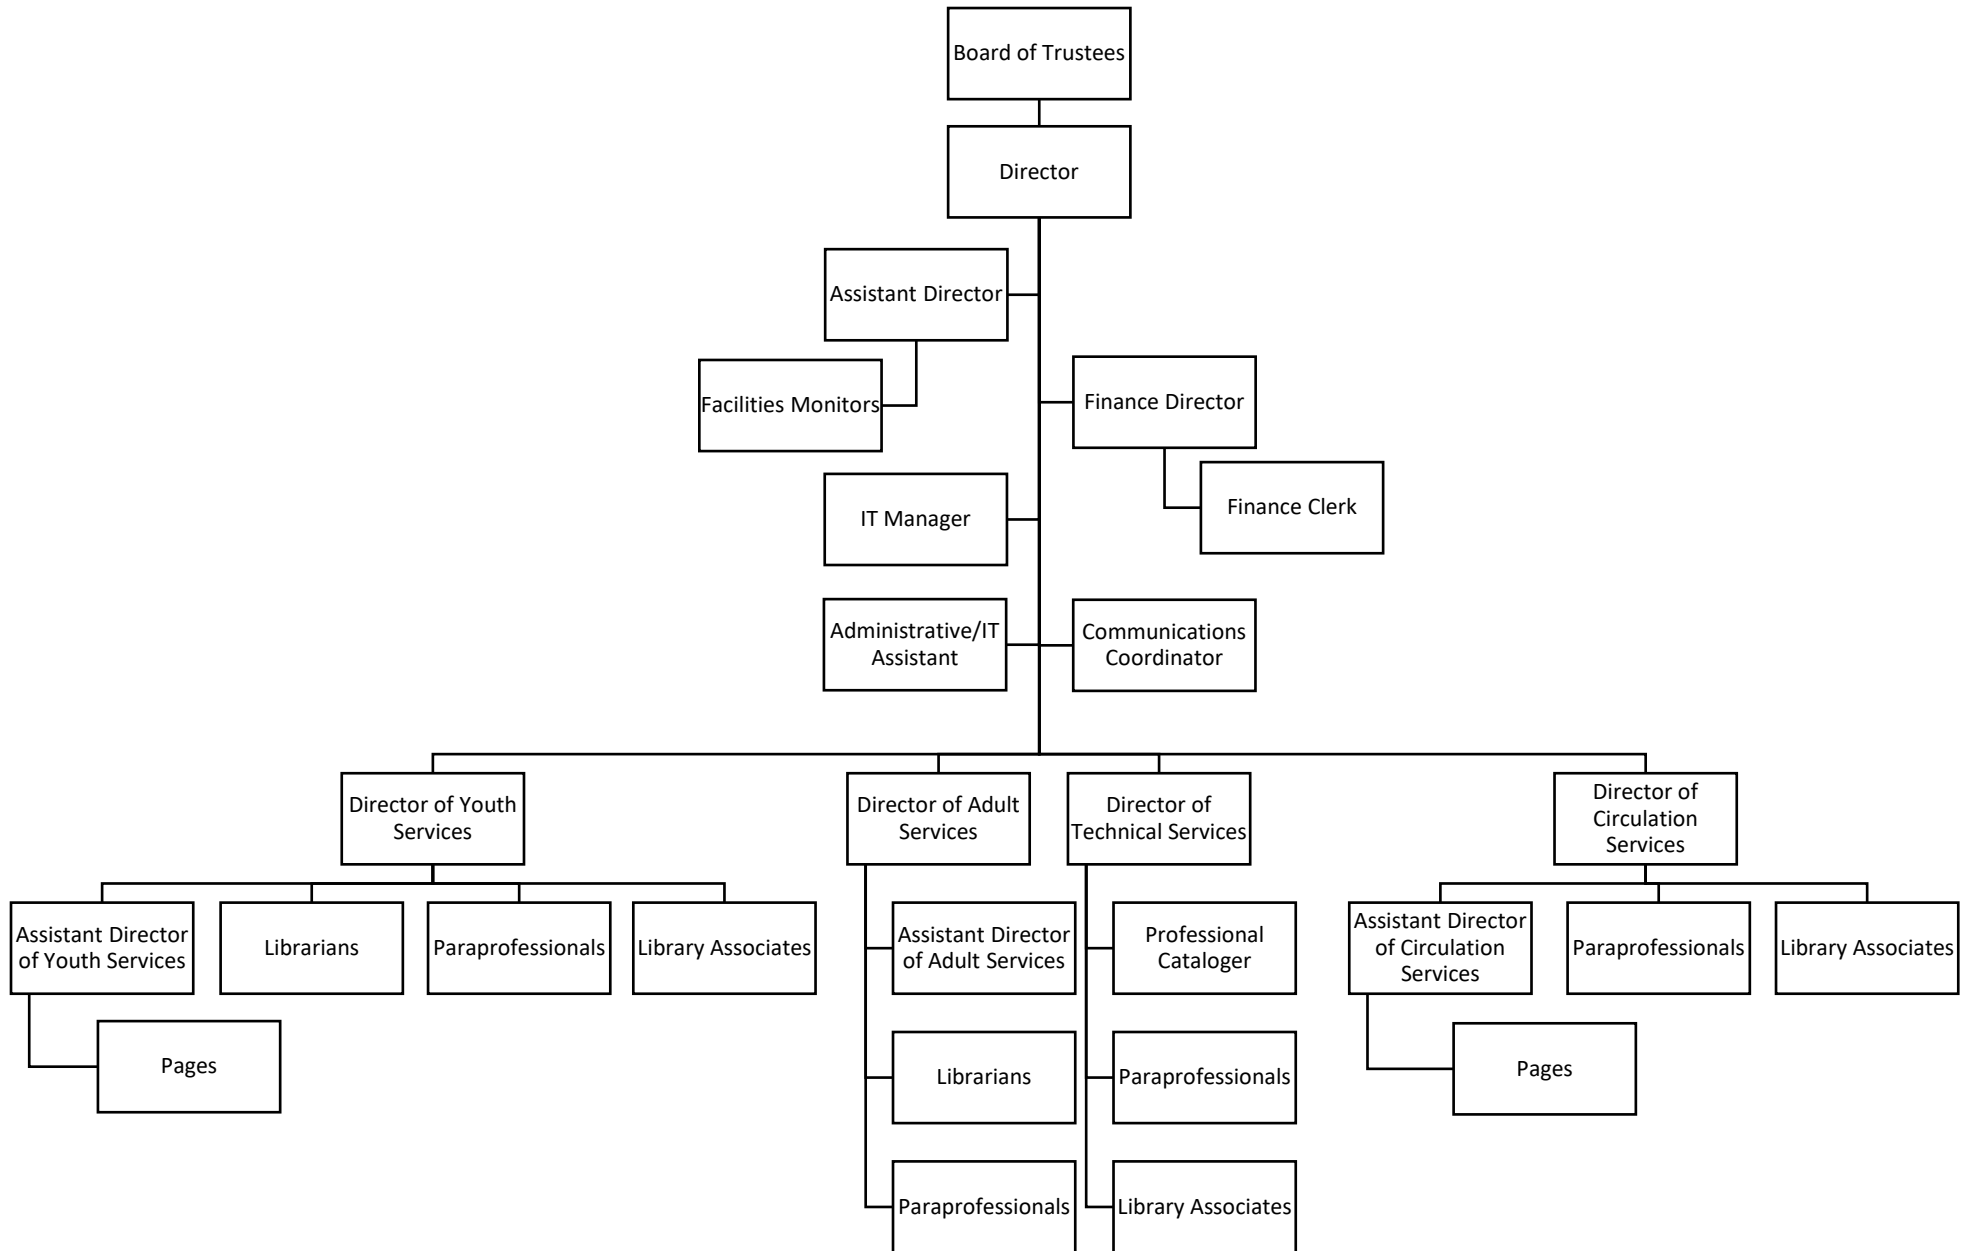 Board of Trustees
Director
Assistant Director
Facilities Monitors
Finance Director
Finance Clerk
IT Manager
Administrative/IT
Assistant
Communications
Coordinator
Director of Youth
Services
Director of Adult
Services
Director of
Technical Services
Director of
Circulation
Services
Assistant Director
of Youth Services
Librarians
Paraprofessionals
Library Associates
Assistant Director
of Adult Services
Professional
Cataloger
Assistant Director
of Circulation
Services
Paraprofessionals
Library Associates
Pages
Librarians
Paraprofessionals
Pages
Paraprofessionals
Library Associates